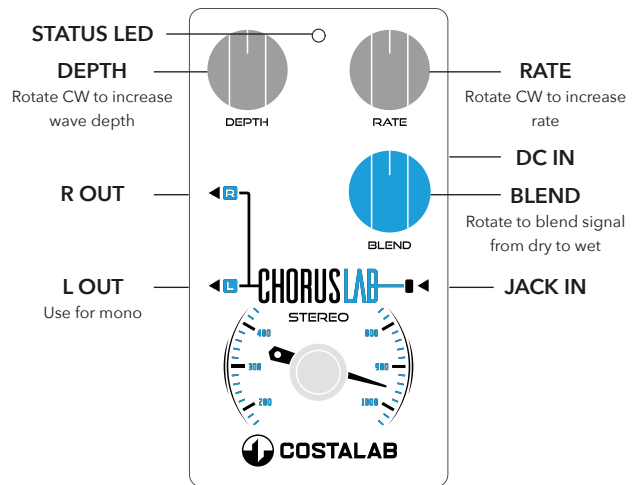 STATUS LED
DEPTH
Rotate CW to increase
wave depth
R OUT
L OUT
Use for mono
DEPTH
RATE
BLEND
R
L
CHORUSLAB
STEREO
400
300
200
800
900
1000
COSTALAB
RATE
Rotate CW to increase
rate
DC IN
BLEND
Rotate to blend signal
from dry to wet
JACK IN